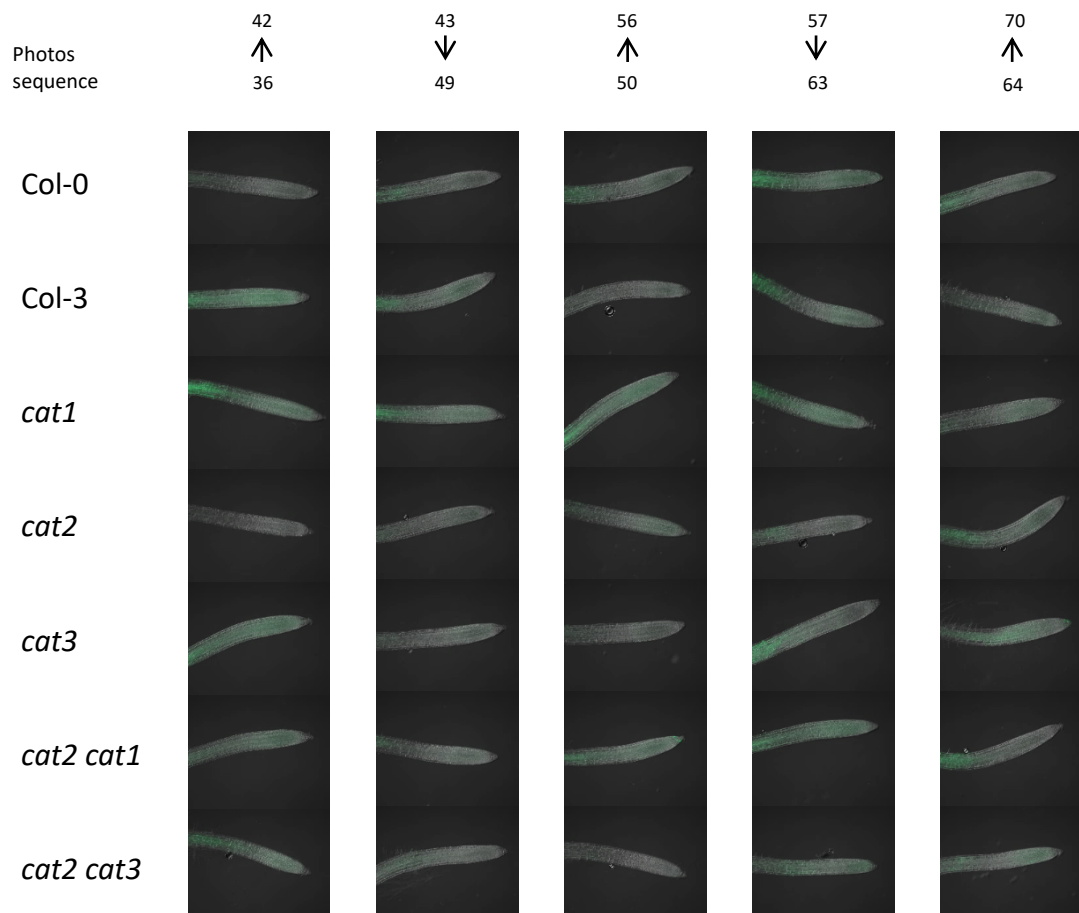 42 43 56 57 70
Photos
sequence
36 49 50 63 64
Col-0
Col-3
cat1
cat2
cat3
cat2 cat1
cat2 cat3